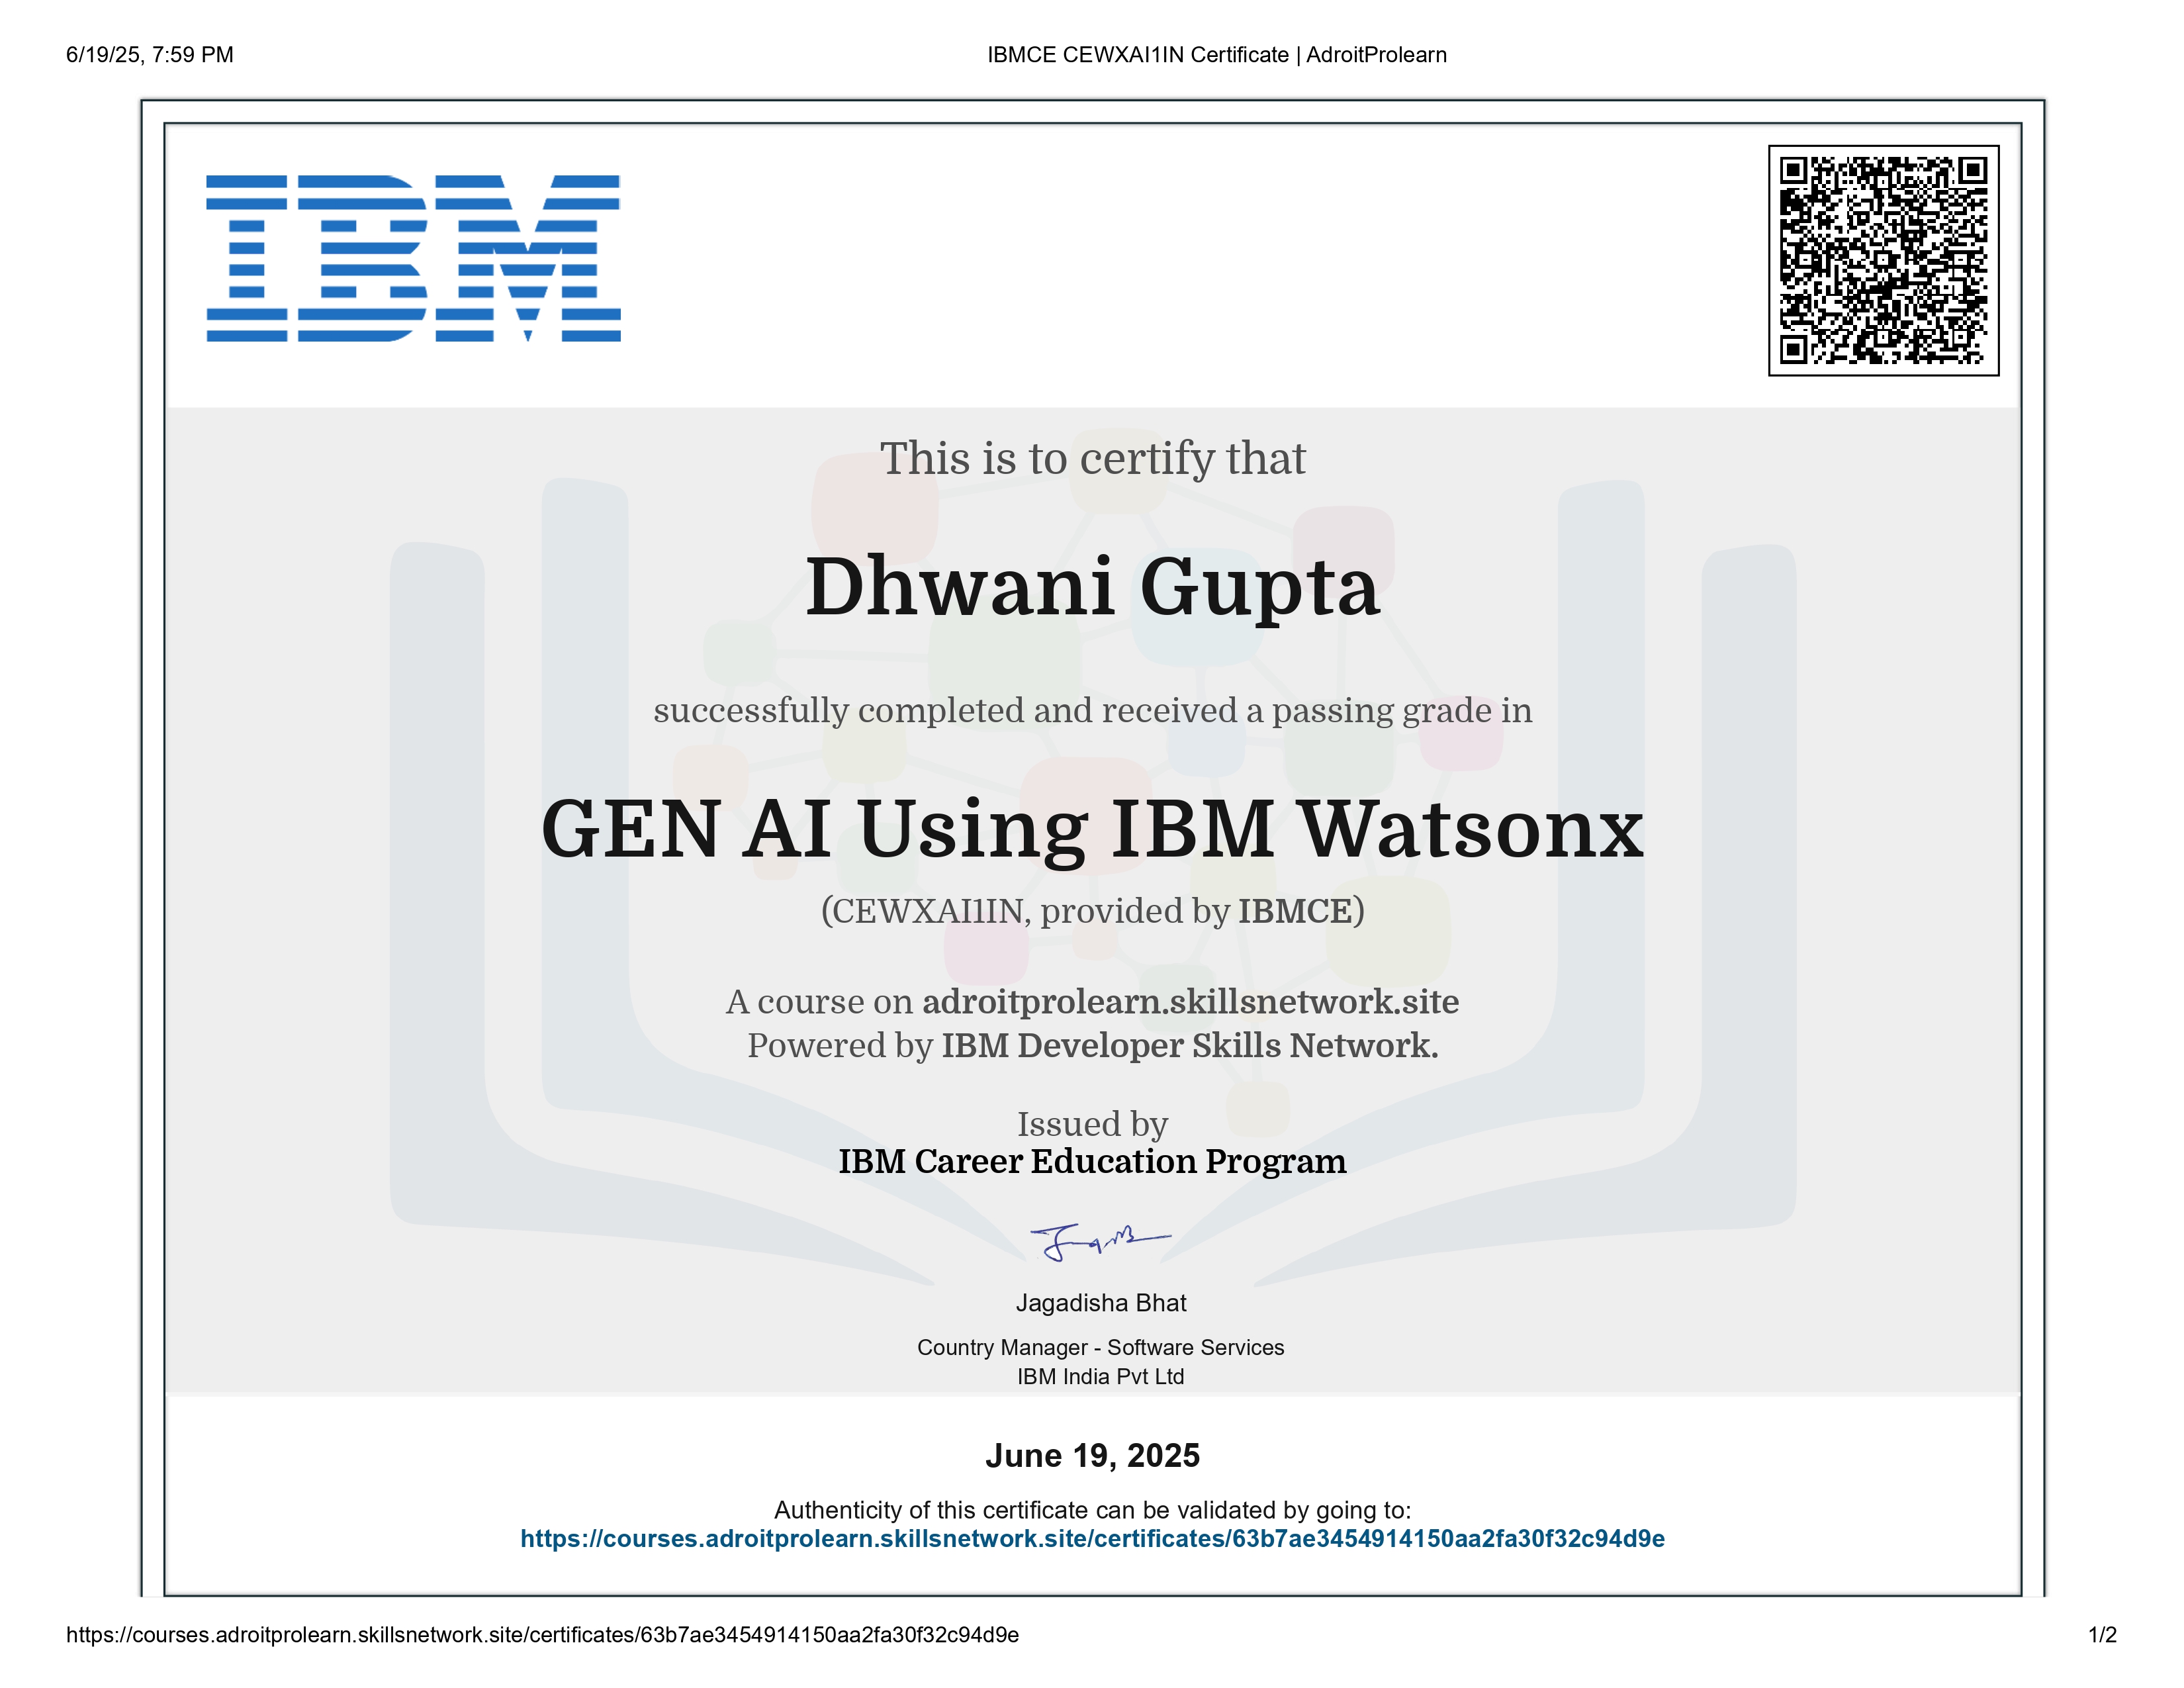 6/19/25, 7:59 PM
IBMCE CEWXAI1IN Certificate | AdroitProlearn
IBM
This is to certify that
Dhwani Gupta
successfully completed and received a passing grade in
GEN AI Using IBM Watsonx
(CEWXAI1IN, provided by IBMCE)
A course on adroitprolearn.skillsnetwork.site
Powered by IBM Developer Skills Network.
Issued by
IBM Career Education Program
Jagadisha Bhat
Country Manager - Software Services
IBM India Pvt Ltd
June 19, 2025
Authenticity of this certificate can be validated by going to:
https://courses.adroitprolearn.skillsnetwork.site/certificates/63b7ae3454914150aa2fa30f32c94d9e
https://courses.adroitprolearn.skillsnetwork.site/certificates/63b7ae3454914150aa2fa30f32c94d9e
1/2